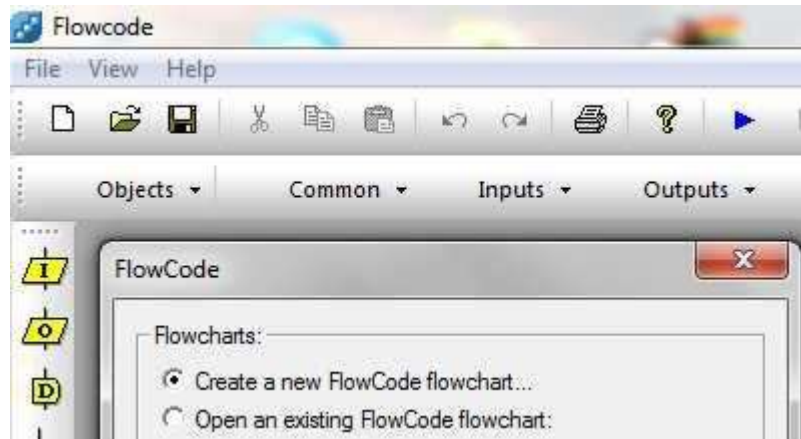 Flowcode
File View Help
Objects Common Inputs Outputs
I
FlowCode
O
Flowcharts:
D
Create a new FlowCode flowchart...
Open an existing FlowCode flowchart: